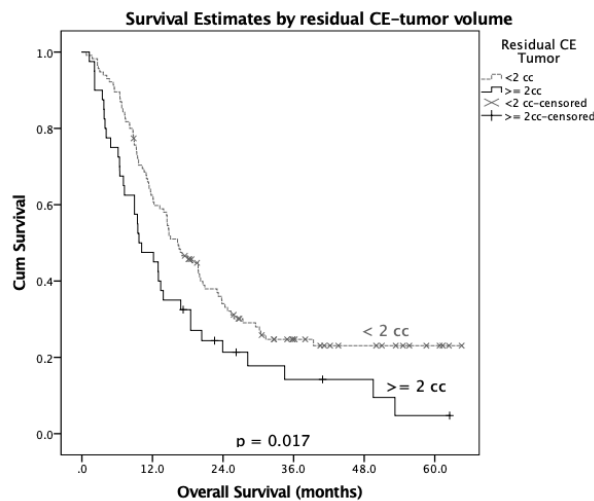 Survival Estimates by residual CE-tumor volume
Residual CE
Tumor
<2 cc
>= 2cc
<2 cc-censored
>= 2cc-censored
Cum Survival
1.0
0.8
0.6
0.4
0.2
0.0
< 2 cc
>= 2 cc
p = 0.017
.0 12.0 24.0 36.0 48.0 60.0
Overall Survival (months)